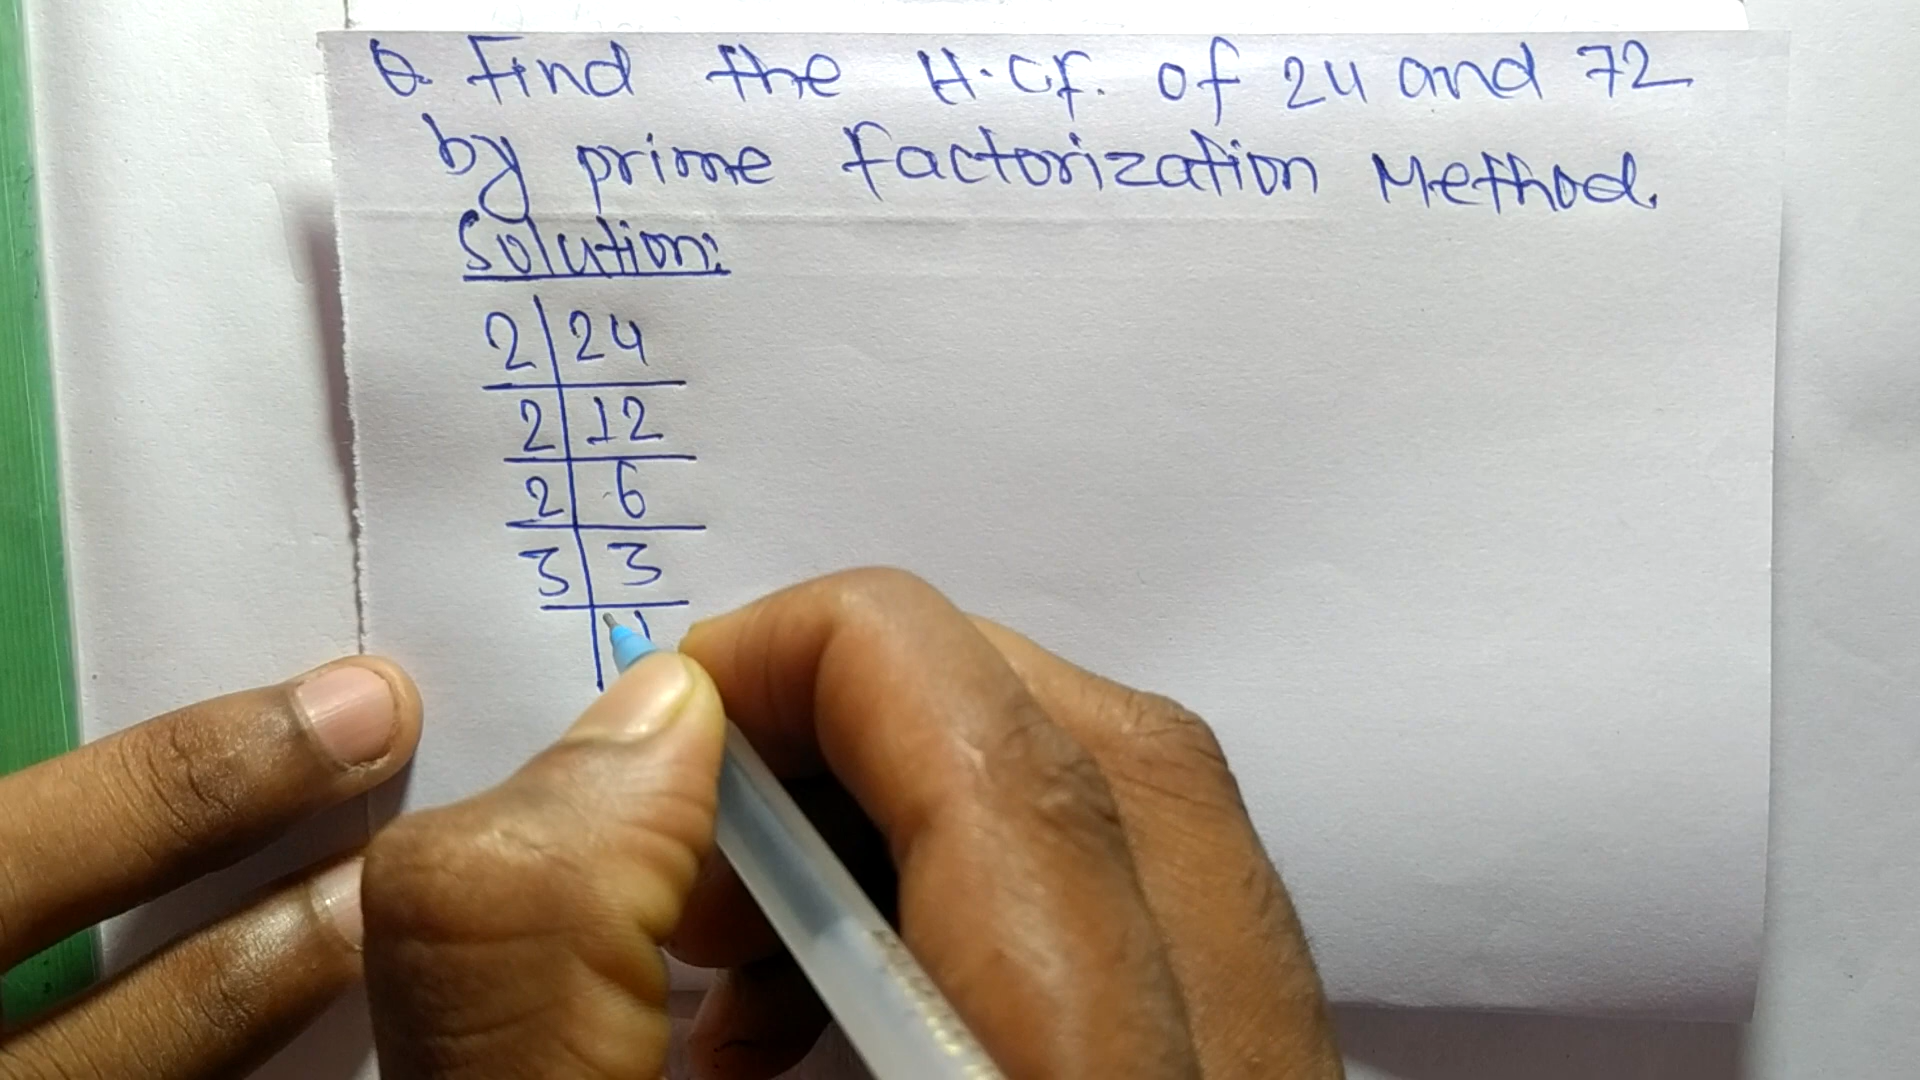 Q. Find the H.C.F. of 24 and 72
by prime factorization Method.
Solution:
2 24
2 12
2 6
3 3
1